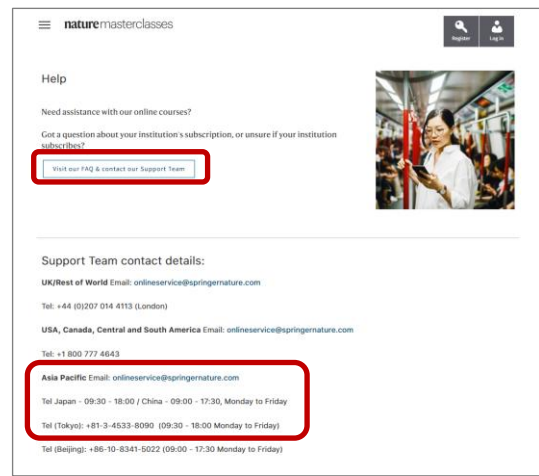 nature masterclasses
Register
Log in
Help
Need assistance with our online courses?
Got a question about your institution's subscription, or unsure if your institution
subscribes?
Visit our FAQ & contact our Support Team
Support Team contact details:
UK/Rest of World Email: onlineservice@springernature.com
Tel: +44 (0)207 014 4113 (London)
USA, Canada, Central and South America Email: onlineservice@springernature.com
Tel: +1 800 777 4643
Asia Pacific Email: onlineservice@springernature.com
Tel Japan - 09:30 - 18:00 / China - 09:00 - 17:30, Monday to Friday
Tel (Tokyo): +81-3-4533-8090 (09:30 - 18:00 Monday to Friday)
Tel (Beijing): +86-10-8341-5022 (09:00 - 17:30 Monday to Friday)